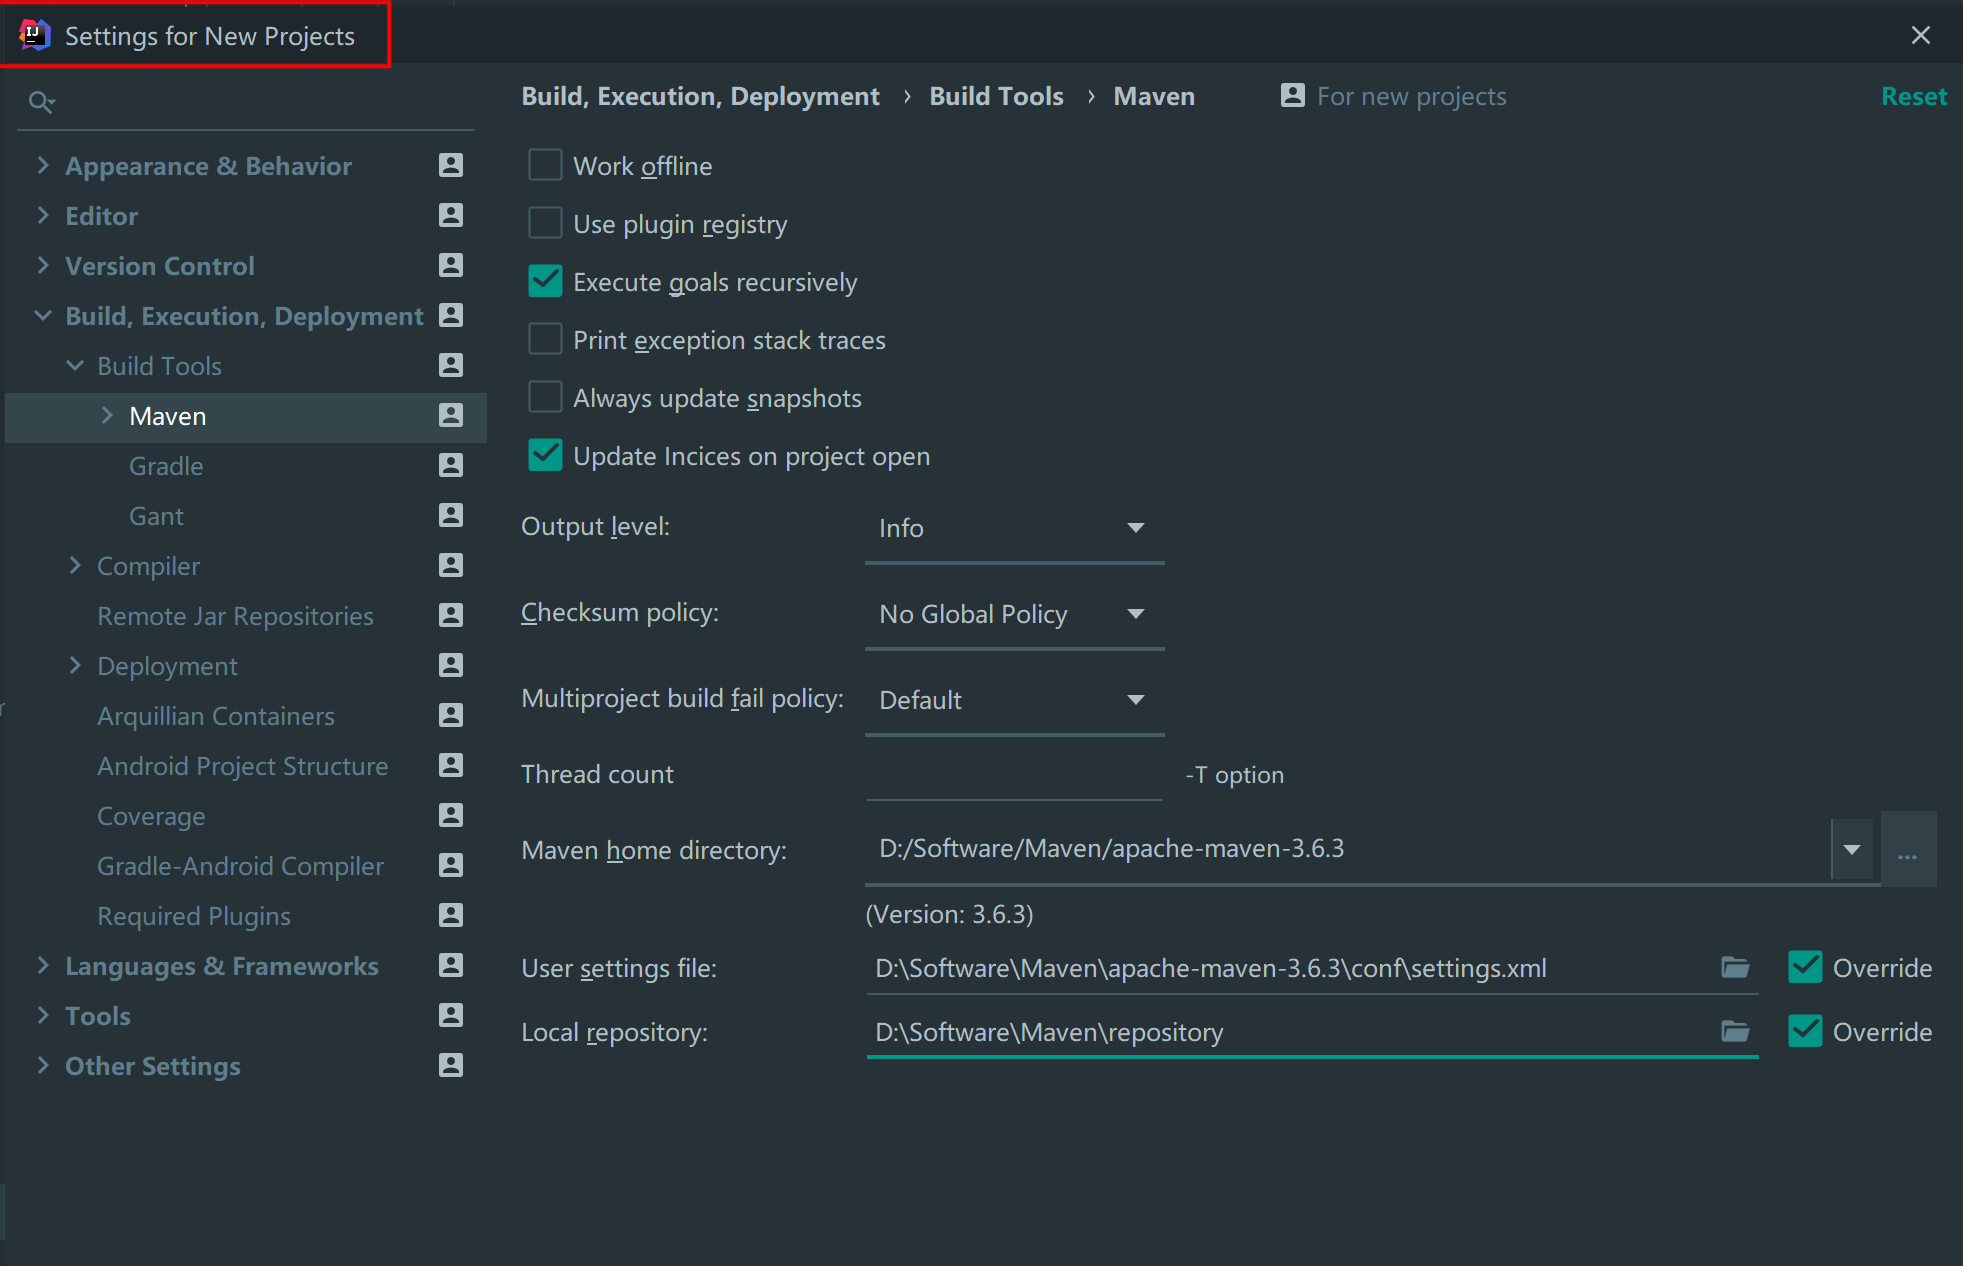 Settings for New Projects
Build, Execution, Deployment › Build Tools › Maven For new projects Reset
Appearance & Behavior
Editor
Version Control
Build, Execution, Deployment
Build Tools
Maven
Gradle
Gant
Compiler
Remote Jar Repositories
Deployment
Arquillian Containers
Android Project Structure
Coverage
Gradle-Android Compiler
Required Plugins
Languages & Frameworks
Tools
Other Settings
Work offline
Use plugin registry
Execute goals recursively
Print exception stack traces
Always update snapshots
Update Incices on project open
Output level: Info
Checksum policy: No Global Policy
Multiproject build fail policy: Default
Thread count -T option
Maven home directory: D:/Software/Maven/apache-maven-3.6.3 ...
(Version: 3.6.3)
User settings file: D:\Software\Maven\apache-maven-3.6.3\conf\settings.xml Override
Local repository: D:\Software\Maven\repository Override